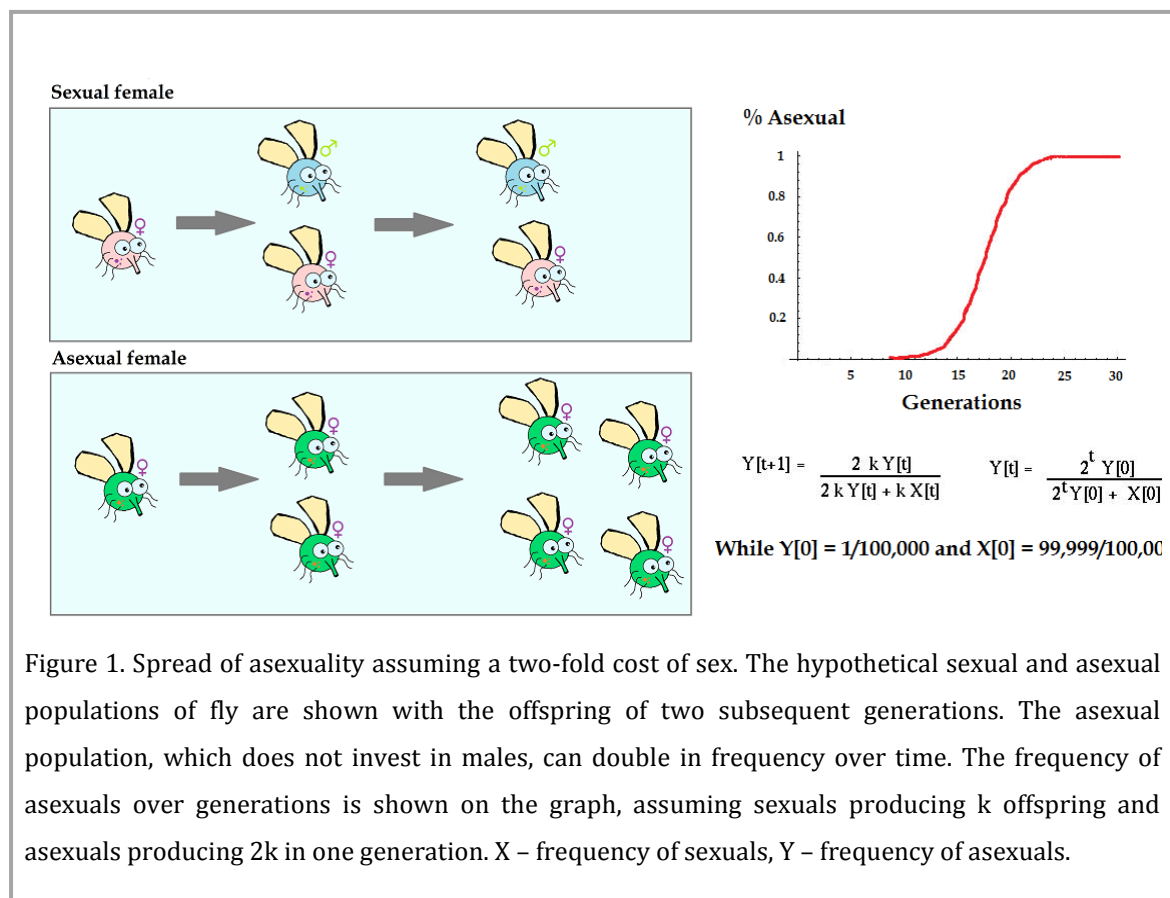 Sexual female
♂
♂
♀
♀
♀
Asexual female
♀
♀
♀
♀
♀
♀
♀
% Asexual
1
0.8
0.6
0.4
0.2
5 10 15 20 25 30
Generations
Y[t+1] = 2 k Y[t] / 2 k Y[t] + k X[t]
Y[t] = 2^t Y[0] / 2^t Y[0] + X[0]
While Y[0] = 1/100,000 and X[0] = 99,999/100,00
Figure 1. Spread of asexuality assuming a two-fold cost of sex. The hypothetical sexual and asexual
populations of fly are shown with the offspring of two subsequent generations. The asexual
population, which does not invest in males, can double in frequency over time. The frequency of
asexuals over generations is shown on the graph, assuming sexuals producing k offspring and
asexuals producing 2k in one generation. X – frequency of sexuals, Y – frequency of asexuals.